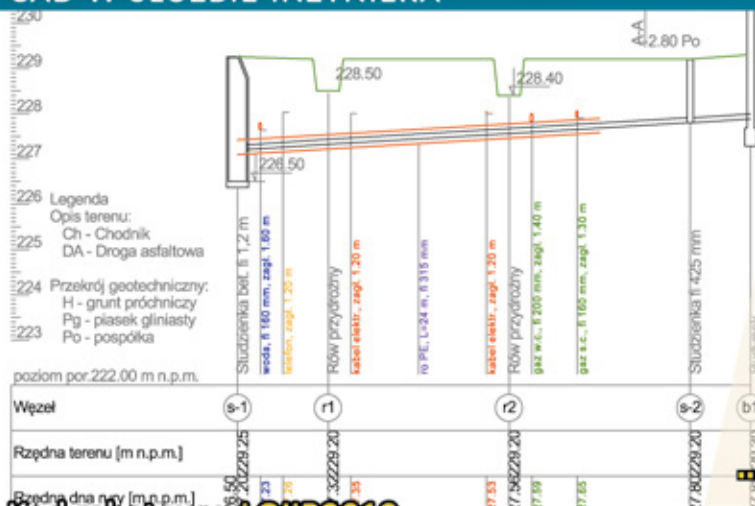 230
229
228
227
226
225
224
223
A-A
2.80 Po
228.50
228.40
226.50
Legenda
Opis terenu:
Ch - Chodnik
DA - Droga asfaltowa
Przekrój geotechniczny:
H - grunt próchniczy
Pg - piasek gliniasty
Po - pospółka
poziom por.222.00 m n.p.m.
Studzienka bet. fi 1,2 m
woda, fi 160 mm, zagł. 1.60 m
telefon, zagł. 1.20 m
Rów przydrożny
kabel elektr., zagł. 1.20 m
ro PE, L=24 m, fi 315 mm
kabel elektr., zagł. 1.20 m
Rów przydrożny
gaz w.c., fi 200 mm, zagł. 1.40 m
gaz s.c., fi 160 mm, zagł. 1.30 m
Studzienka fi 425 mm
Węzeł
s-1
r1
r2
s-2
b1
Rzędna terenu [m n.p.m.]
229.25
229.20
229.20
229.20
Rzędna dna rury [m n.p.m.]